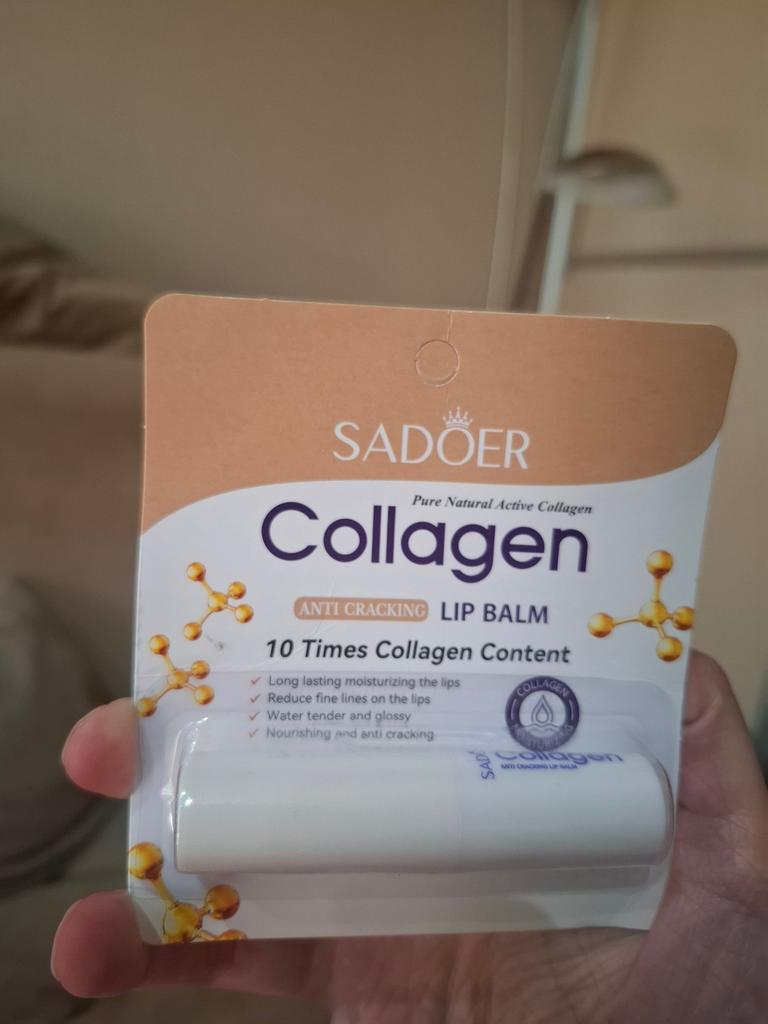 SADOER
Pure Natural Active Collagen
Collagen
ANTI CRACKING LIP BALM
10 Times Collagen Content
✓ Long lasting moisturizing the lips
✓ Reduce fine lines on the lips
✓ Water tender and glossy
✓ Nourishing and anti cracking
COLLAGEN
MOISTURIZING
Collagen
ANTI CRACKING LIP BALM